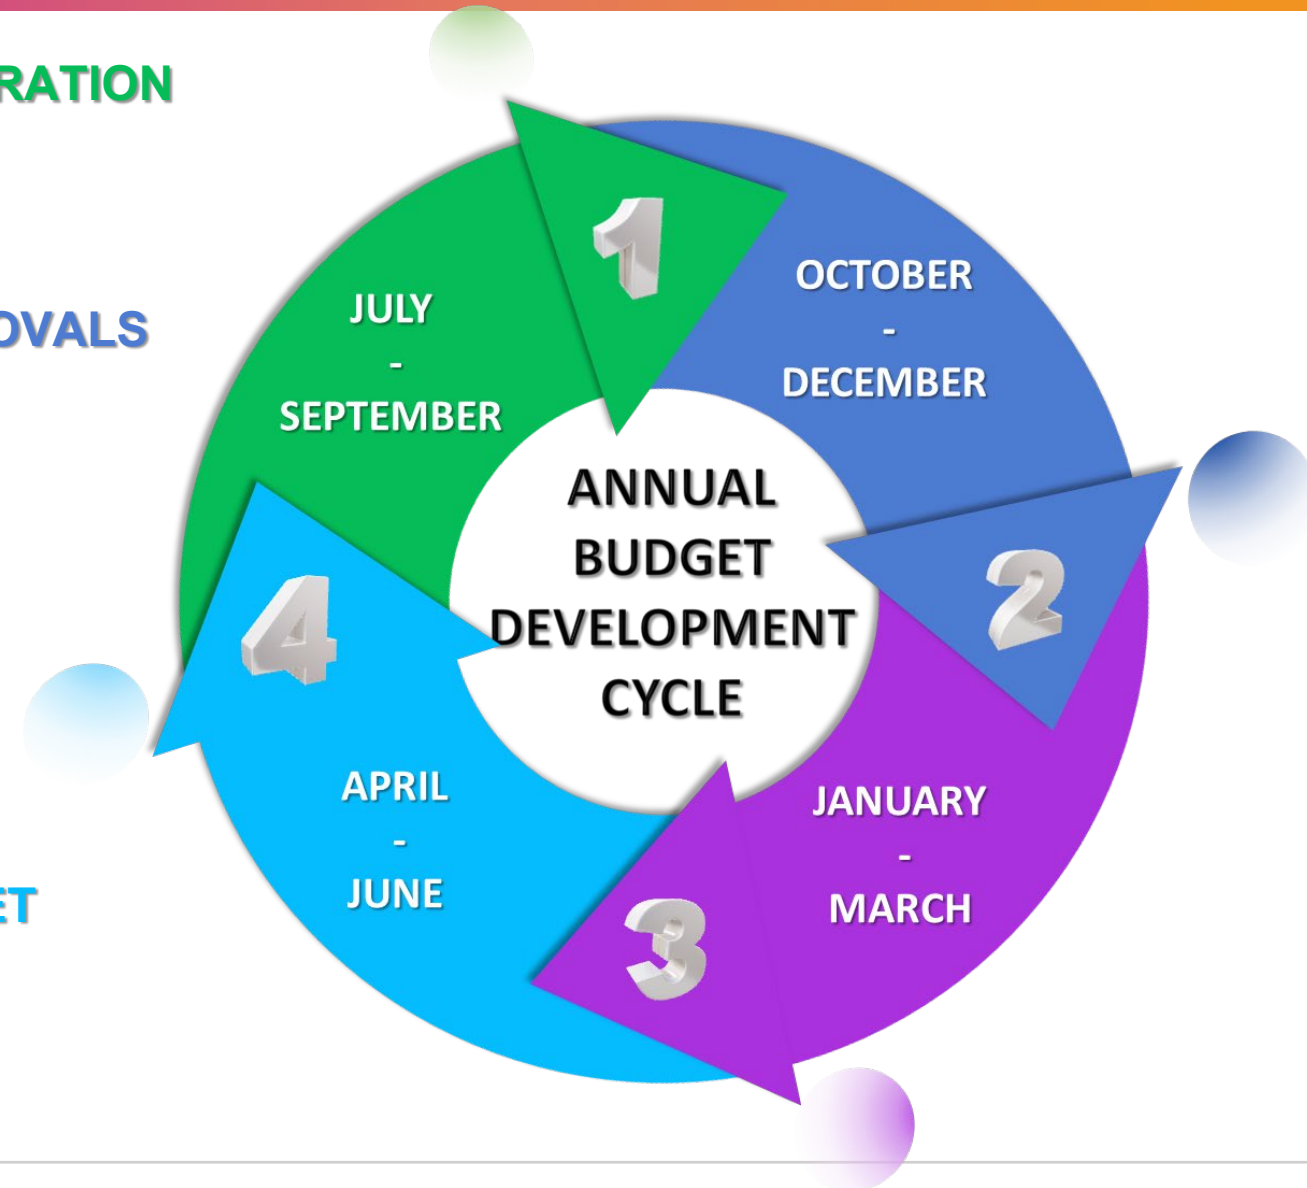 RATION
OVALS
ET
1
JULY
-
SEPTEMBER
OCTOBER
-
DECEMBER
2
ANNUAL
BUDGET
DEVELOPMENT
CYCLE
4
APRIL
-
JUNE
JANUARY
-
MARCH
3